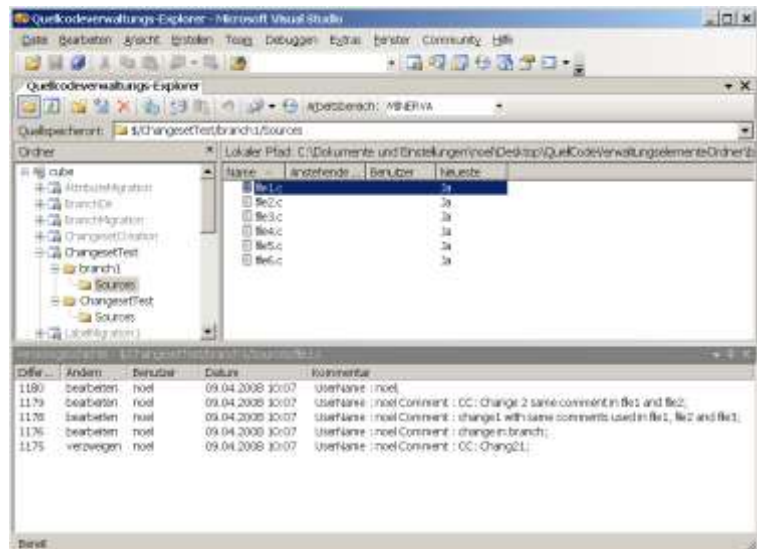 Quellcodeverwaltungs-Explorer - Microsoft Visual Studio
Datei Bearbeiten Ansicht Erstellen Team Debuggen Extras Fenster Community Hilfe
Quellcodeverwaltungs-Explorer
Arbeitsbereich: MINERVA
Quellspeicherort: $/ChangesetTest/branch1/Sources
Ordner
Lokaler Pfad: C:\Dokumente und Einstellungen\noel\Desktop\QuellCodeVerwaltungselementeOrdner\
Name Anstehende ... Benutzer Neueste
cube
AttributeMigration
BranchDir
BranchMigration
ChangesetCreation
ChangesetTest
branch1
Sources
ChangesetTest
Sources
LabelMigration1
file1.c Ja
file2.c Ja
file3.c Ja
file4.c Ja
file5.c Ja
file6.c Ja
Differ... Ändern Benutzer Datum Kommentar
1180 bearbeiten noel 09.04.2008 10:07 UserName : noel;
1179 bearbeiten noel 09.04.2008 10:07 UserName : noel Comment : CC: Change 2 same comment in file1 and file2;
1178 bearbeiten noel 09.04.2008 10:07 UserName : noel Comment : change1 with same comments used in file1, file2 and file3;
1176 bearbeiten noel 09.04.2008 10:07 UserName : noel Comment : change in branch;
1175 verzweigen noel 09.04.2008 10:07 UserName : noel Comment : CC: Chang21;
Bereit